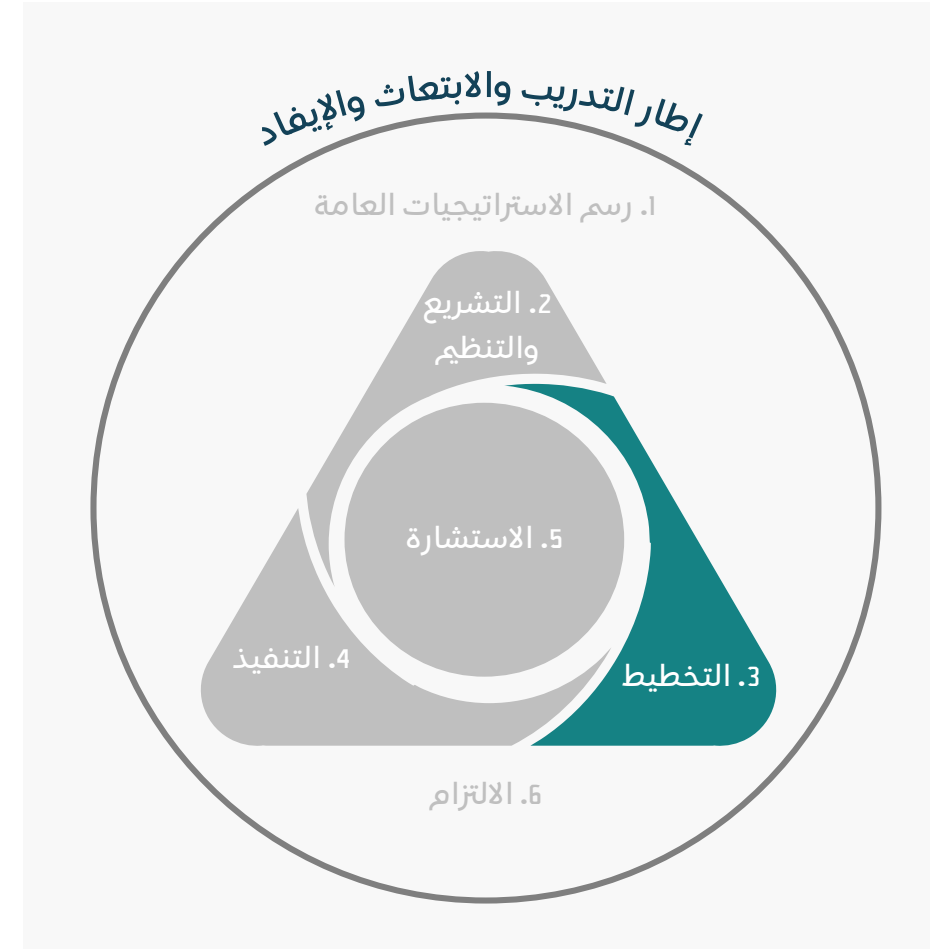 إطار التدريب والابتعاث والإيفاد
1. رسم الاستراتيجيات العامة
2. التشريع
والتنظيم
5. الاستشارة
4. التنفيذ
3. التخطيط
6. الالتزام